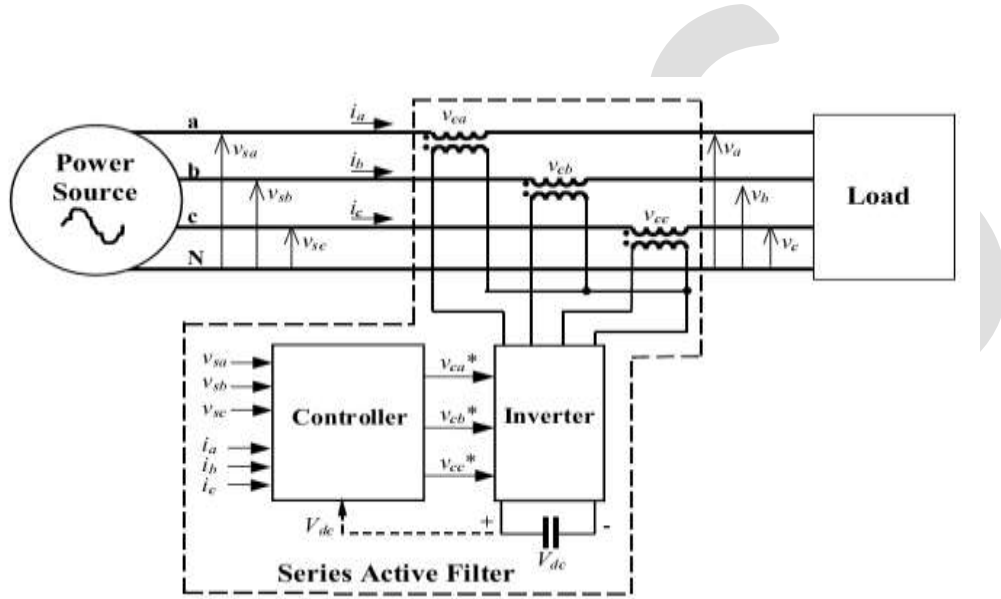 a
i_a
v_ca
Power
Source
v_sa
v_a
b
i_b
v_cb
v_sb
v_b
Load
c
i_c
v_cc
v_sc
v_c
N
v_sa
v_sb
v_sc
i_a
i_b
i_c
Controller
v_ca*
v_cb*
v_cc*
Inverter
V_dc
+
-
V_dc
Series Active Filter